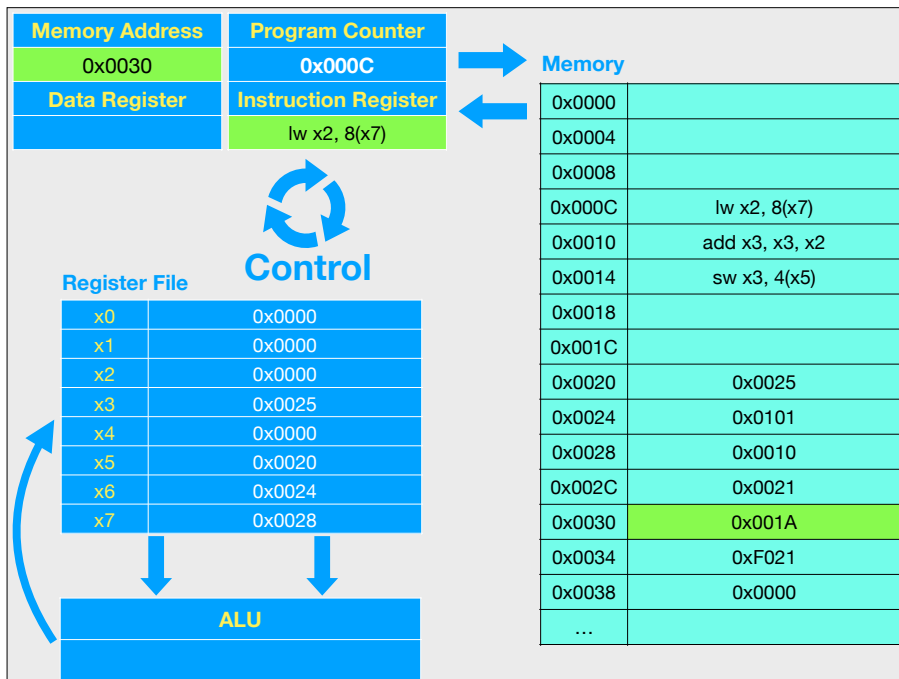 Memory Address Program Counter
0x0030 0x000C
Data Register Instruction Register
lw x2, 8(x7)
Control
Register File
x0 0x0000
x1 0x0000
x2 0x0000
x3 0x0025
x4 0x0000
x5 0x0020
x6 0x0024
x7 0x0028
ALU
Memory
0x0000
0x0004
0x0008
0x000C lw x2, 8(x7)
0x0010 add x3, x3, x2
0x0014 sw x3, 4(x5)
0x0018
0x001C
0x0020 0x0025
0x0024 0x0101
0x0028 0x0010
0x002C 0x0021
0x0030 0x001A
0x0034 0xF021
0x0038 0x0000
…